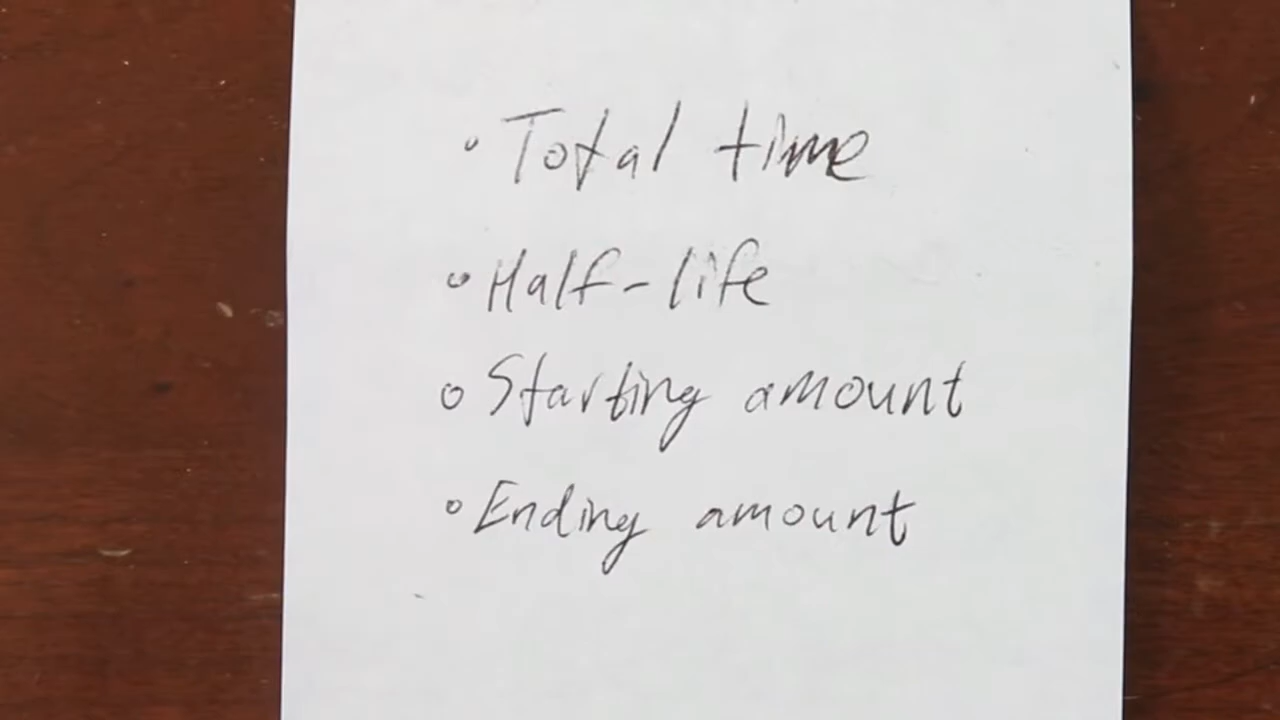 • Total time
• Half-life
• Starting amount
• Ending amount